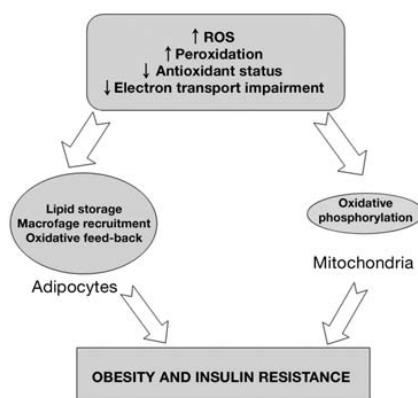 ↑ ROS
↑ Peroxidation
↓ Antioxidant status
↓ Electron transport impairment
Lipid storage
Macrofage recruitment
Oxidative feed-back
Adipocytes
Oxidative
phosphorylation
Mitochondria
OBESITY AND INSULIN RESISTANCE